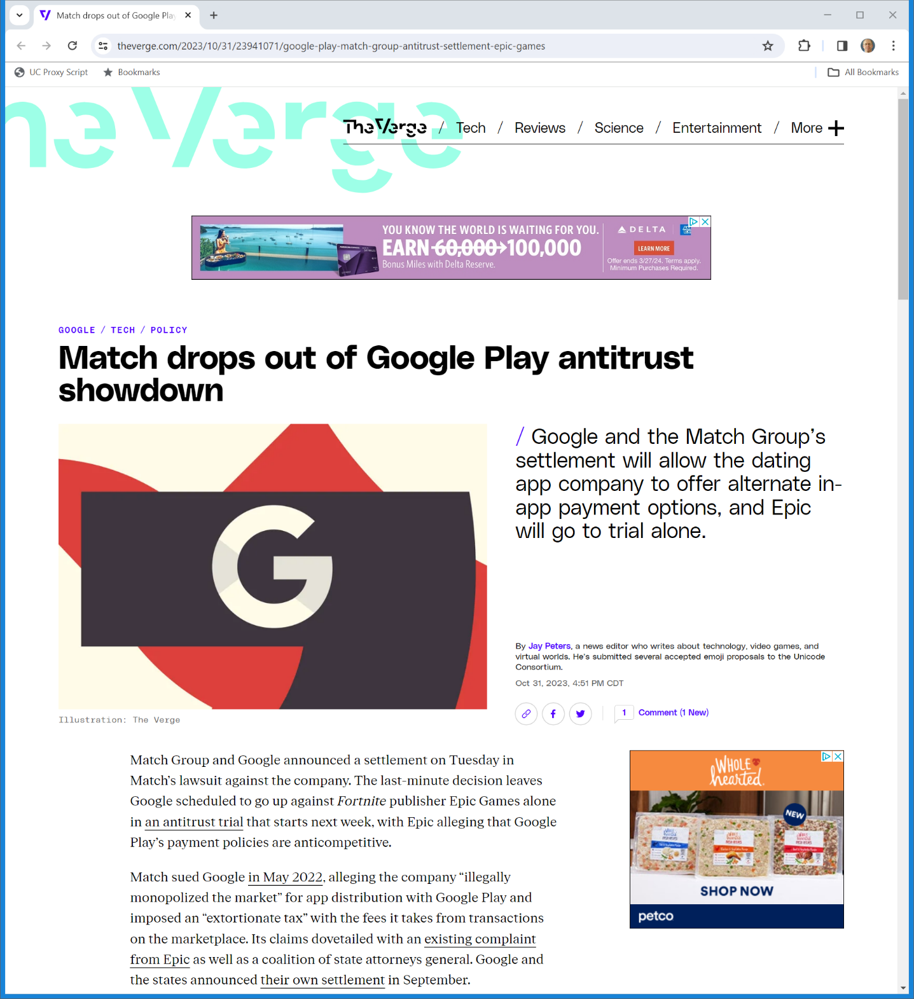 Match drops out of Google Pla
theverge.com/2023/10/31/23941071/google-play-match-group-antitrust-settlement-epic-games
UC Proxy Script
Bookmarks
All Bookmarks
he Verge
The Verge / Tech / Reviews / Science / Entertainment / More
YOU KNOW THE WORLD IS WAITING FOR YOU.
EARN 60,000→100,000
Bonus Miles with Delta Reserve.
DELTA
LEARN MORE
Offer ends 3/27/24. Terms apply.
Minimum Purchases Required.
GOOGLE / TECH / POLICY
Match drops out of Google Play antitrust
showdown
G
/ Google and the Match Group’s
settlement will allow the dating
app company to offer alternate in-
app payment options, and Epic
will go to trial alone.
By Jay Peters, a news editor who writes about technology, video games, and
virtual worlds. He’s submitted several accepted emoji proposals to the Unicode
Consortium.
Oct 31, 2023, 4:51 PM CDT
1 Comment (1 New)
Illustration: The Verge
Match Group and Google announced a settlement on Tuesday in
Match’s lawsuit against the company. The last-minute decision leaves
Google scheduled to go up against Fortnite publisher Epic Games alone
in an antitrust trial that starts next week, with Epic alleging that Google
Play’s payment policies are anticompetitive.
Match sued Google in May 2022, alleging the company “illegally
monopolized the market” for app distribution with Google Play and
imposed an “extortionate tax” with the fees it takes from transactions
on the marketplace. Its claims dovetailed with an existing complaint
from Epic as well as a coalition of state attorneys general. Google and
the states announced their own settlement in September.
WHOLE
hearted
NEW
SHOP NOW
petco